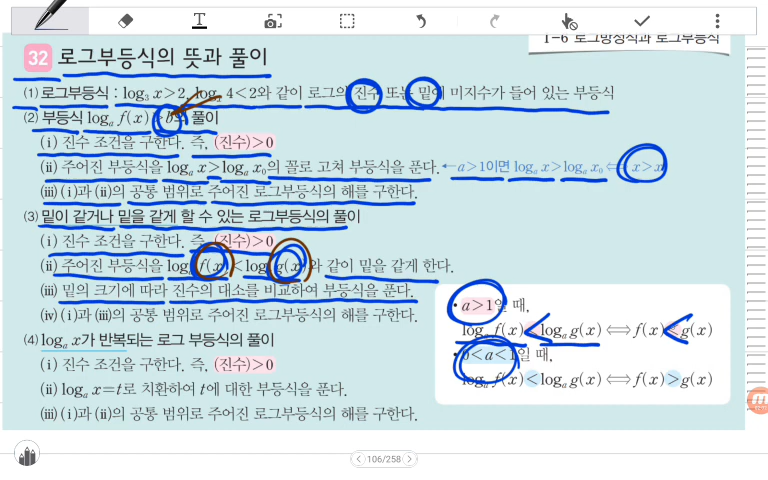 1-6 로그방정식과 로그부등식
32 로그부등식의 뜻과 풀이
(1) 로그부등식 : log₃ x>2, logₓ 4<2와 같이 로그의 진수 또는 밑에 미지수가 들어 있는 부등식
(2) 부등식 logₐ f(x)>b의 풀이
(ⅰ) 진수 조건을 구한다. 즉, (진수)>0
(ⅱ) 주어진 부등식을 logₐ x>logₐ x₀의 꼴로 고쳐 부등식을 푼다. ←a>1이면 logₐ x>logₐ x₀ ⟺ x>x₀
(ⅲ) (ⅰ)과 (ⅱ)의 공통 범위로 주어진 로그부등식의 해를 구한다.
(3) 밑이 같거나 밑을 같게 할 수 있는 로그부등식의 풀이
(ⅰ) 진수 조건을 구한다. 즉, (진수)>0
(ⅱ) 주어진 부등식을 logₐ f(x)<logₐ g(x)와 같이 밑을 같게 한다.
(ⅲ) 밑의 크기에 따라 진수의 대소를 비교하여 부등식을 푼다.
(ⅳ) (ⅰ)과 (ⅲ)의 공통 범위로 주어진 로그부등식의 해를 구한다.
• a>1일 때,
logₐ f(x)<logₐ g(x) ⟺ f(x)<g(x)
• 0<a<1일 때,
logₐ f(x)<logₐ g(x) ⟺ f(x)>g(x)
(4) logₐ x가 반복되는 로그 부등식의 풀이
(ⅰ) 진수 조건을 구한다. 즉, (진수)>0
(ⅱ) logₐ x=t로 치환하여 t에 대한 부등식을 푼다.
(ⅲ) (ⅰ)과 (ⅱ)의 공통 범위로 주어진 로그부등식의 해를 구한다.
106/258